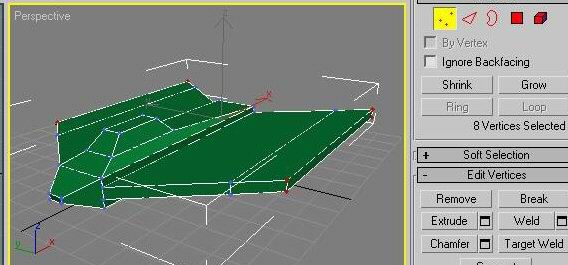 Perspective
z
x
z
x
y
By Vertex
Ignore Backfacing
Shrink Grow
Ring Loop
8 Vertices Selected
+ Soft Selection
- Edit Vertices
Remove Break
Extrude Weld
Chamfer Target Weld